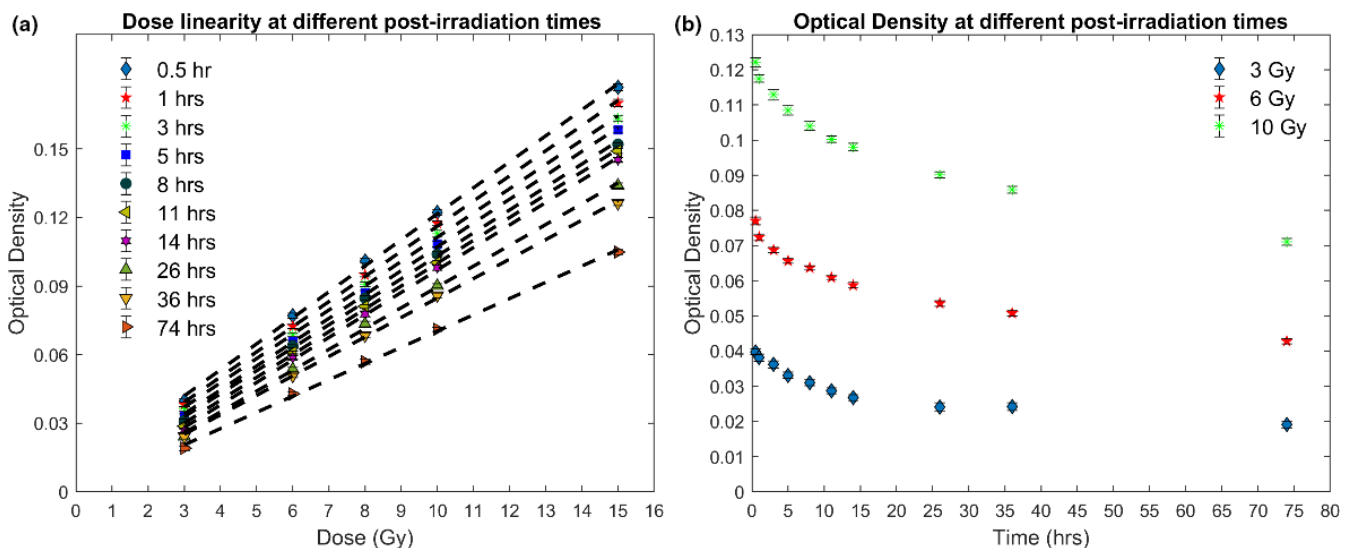 (a)
Dose linearity at different post-irradiation times
0.5 hr
1 hrs
3 hrs
5 hrs
8 hrs
11 hrs
14 hrs
26 hrs
36 hrs
74 hrs
0.15
0.12
0.09
0.06
0.03
0
Optical Density
0 1 2 3 4 5 6 7 8 9 10 11 12 13 14 15 16
Dose (Gy)
(b)
Optical Density at different post-irradiation times
3 Gy
6 Gy
10 Gy
0.13
0.12
0.11
0.1
0.09
0.08
0.07
0.06
0.05
0.04
0.03
0.02
0.01
0
Optical Density
0 5 10 15 20 25 30 35 40 45 50 55 60 65 70 75 80
Time (hrs)